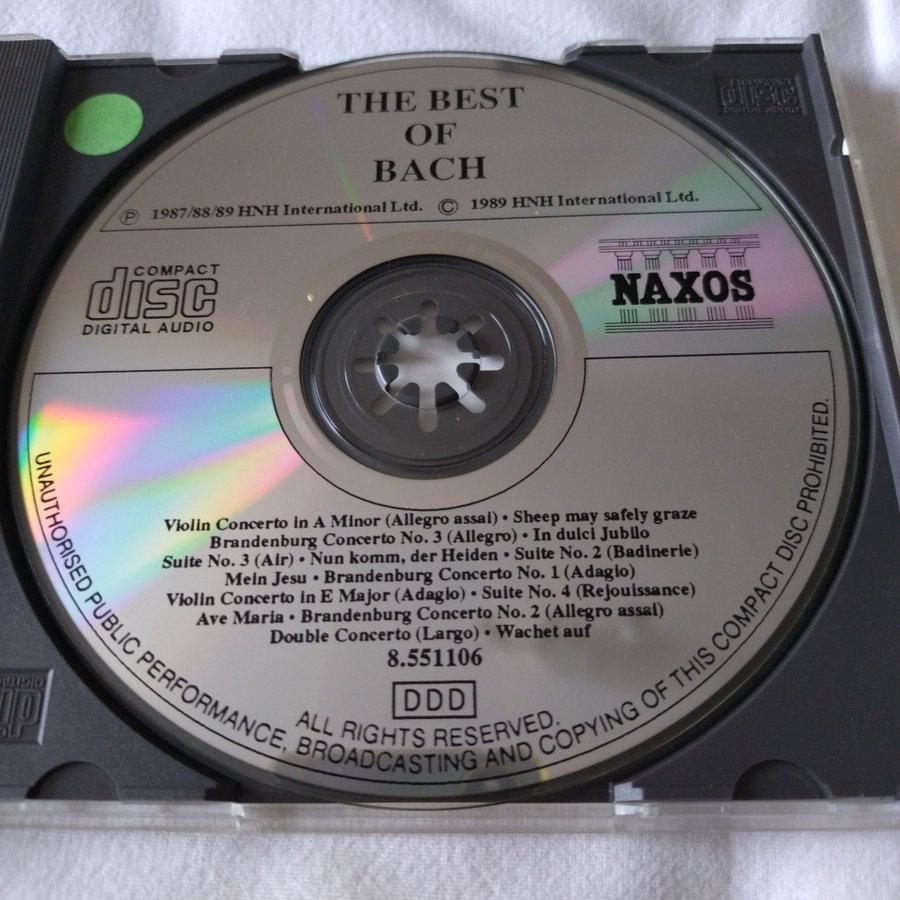 THE BEST
OF
BACH
℗ 1987/88/89 HNH International Ltd. © 1989 HNH International Ltd.
COMPACT
disc
DIGITAL AUDIO
NAXOS
Violin Concerto in A Minor (Allegro assai) • Sheep may safely graze
Brandenburg Concerto No. 3 (Allegro) • In dulci Jubilo
Suite No. 3 (Air) • Nun komm, der Heiden • Suite No. 2 (Badinerie)
Mein Jesu • Brandenburg Concerto No. 1 (Adagio)
Violin Concerto in E Major (Adagio) • Suite No. 4 (Rejouissance)
Ave Maria • Brandenburg Concerto No. 2 (Allegro assai)
Double Concerto (Largo) • Wachet auf
8.551106
DDD
ALL RIGHTS RESERVED.
UNAUTHORISED PUBLIC PERFORMANCE, BROADCASTING AND COPYING OF THIS COMPACT DISC PROHIBITED.
COMPACT
disc
DIGITAL AUDIO